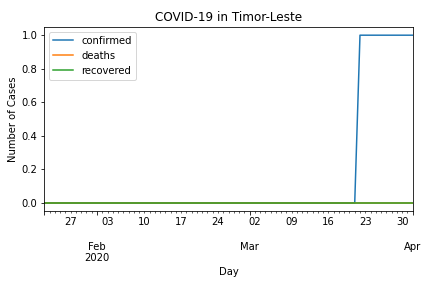 COVID-19 in Timor-Leste
confirmed
deaths
recovered
Number of Cases
1.0
0.8
0.6
0.4
0.2
0.0
27 03 10 17 24 02 09 16 23 30
Feb Mar Apr
2020
Day